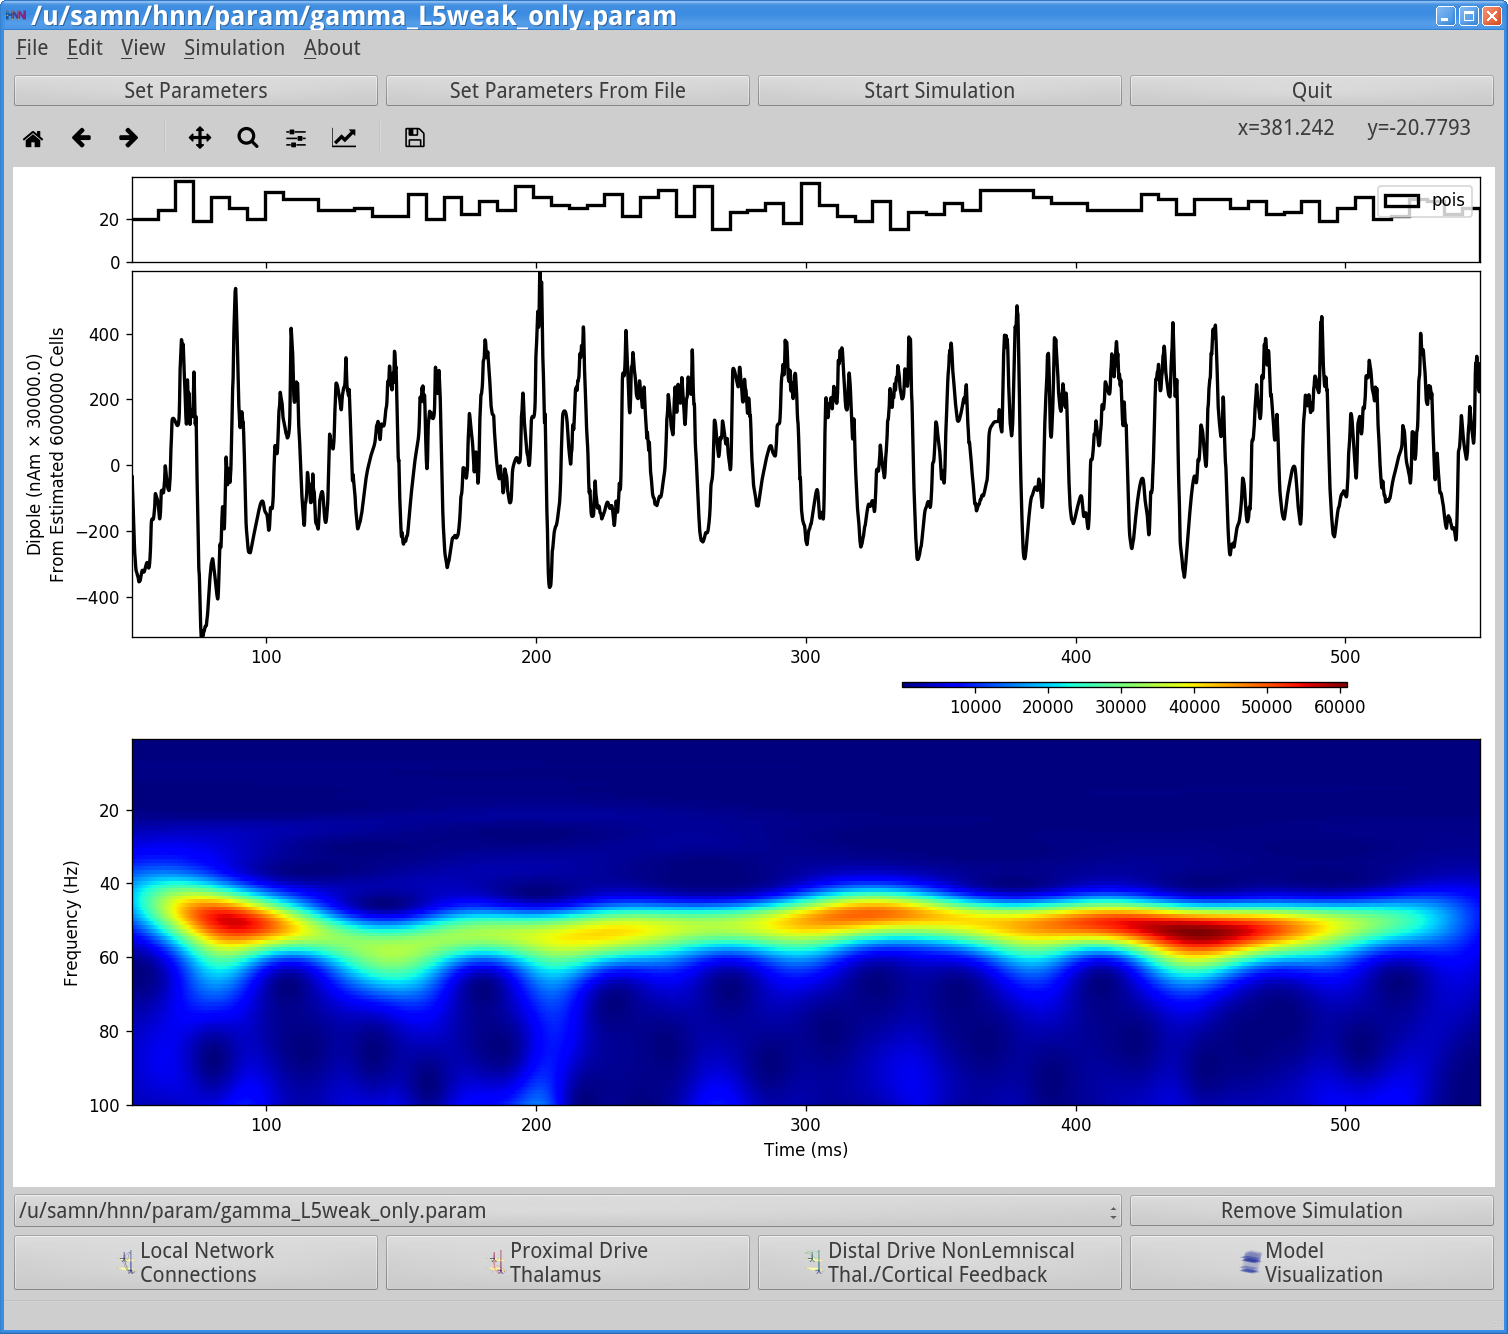 /u/samn/hnn/param/gamma_L5weak_only.param
File Edit View Simulation About
Set Parameters Set Parameters From File Start Simulation Quit
x=381.242 y=-20.7793
pois
20
0
Dipole (nAm × 30000.0)
From Estimated 6000000 Cells
400
200
0
−200
−400
100 200 300 400 500
10000 20000 30000 40000 50000 60000
Frequency (Hz)
20
40
60
80
100
100 200 300 400 500
Time (ms)
/u/samn/hnn/param/gamma_L5weak_only.param Remove Simulation
Local Network
Connections
Proximal Drive
Thalamus
Distal Drive NonLemniscal
Thal./Cortical Feedback
Model
Visualization